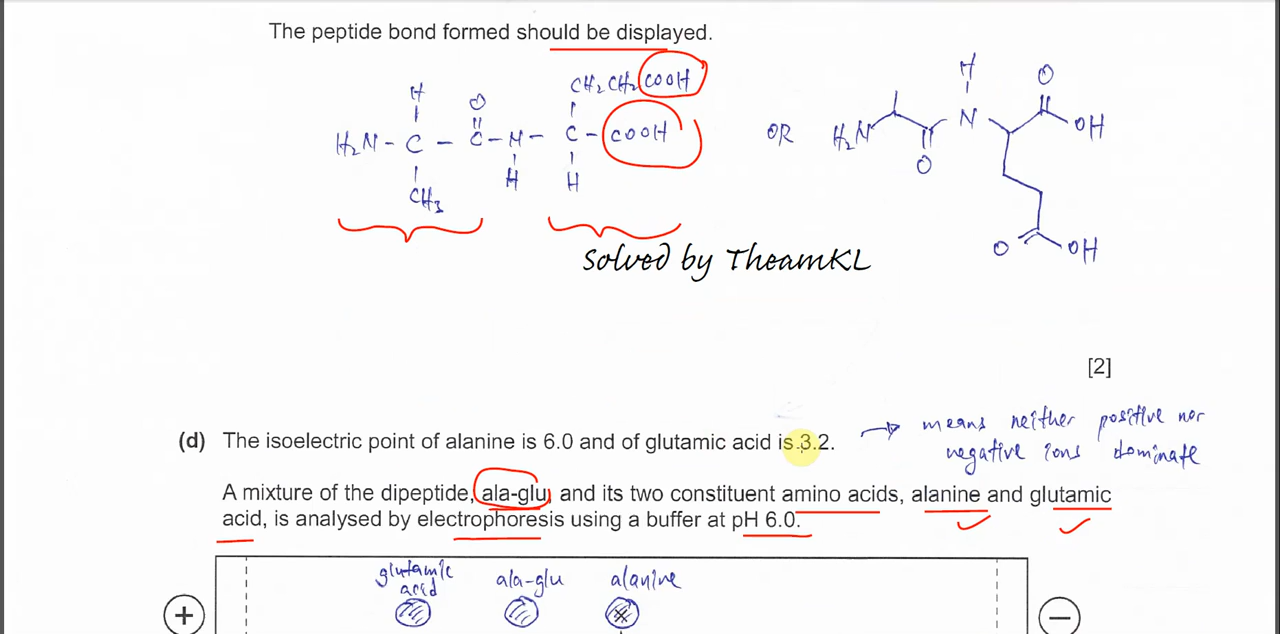 The peptide bond formed should be displayed.
CH₂CH₂COOH
H O
H₂N - C - C - N - C - COOH
H H
CH₃
OR
H O
H₂N N OH
O
O OH
Solved by TheamKL
[2]
(d) The isoelectric point of alanine is 6.0 and of glutamic acid is 3.2.
means neither positive nor
negative ions dominate
A mixture of the dipeptide, ala-glu, and its two constituent amino acids, alanine and glutamic
acid, is analysed by electrophoresis using a buffer at pH 6.0.
glutamic
acid
ala-glu
alanine
+
−